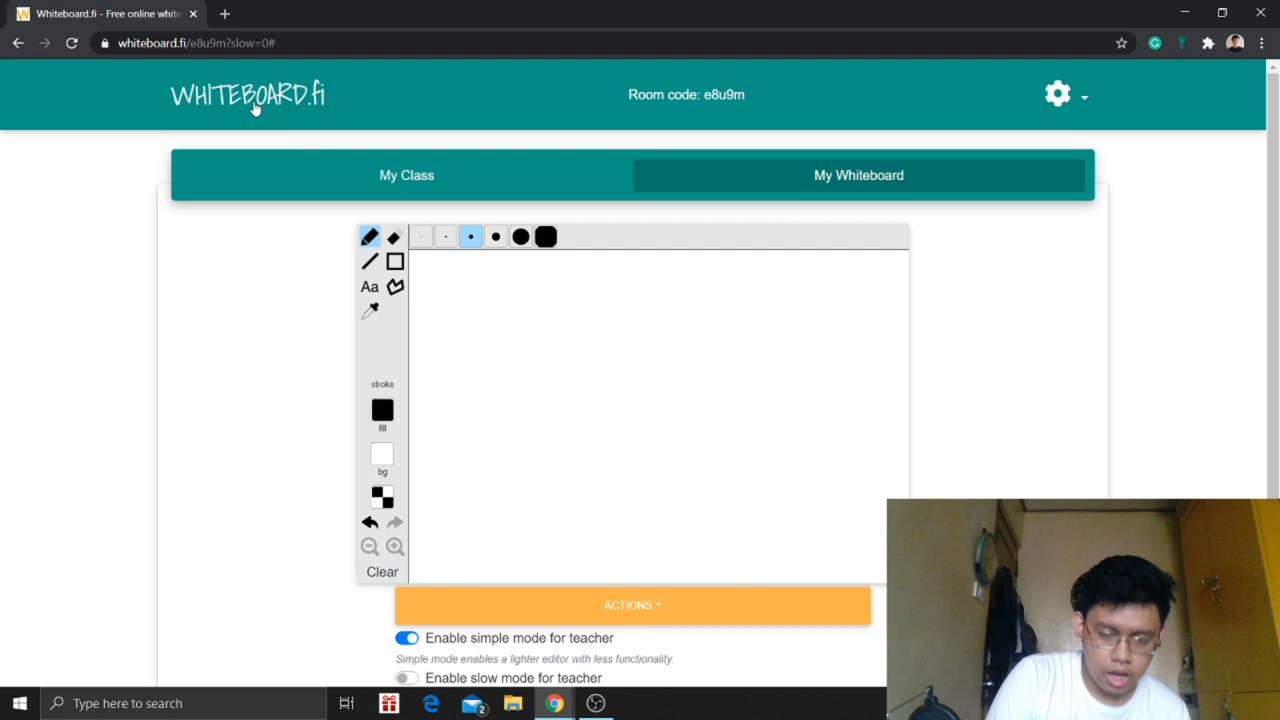 Whiteboard.fi - Free online white
whiteboard.fi/e8u9m?slow=0#
WHITEBOARD.fi
Room code: e8u9m
My Class
My Whiteboard
Aa
stroke
fill
bg
Clear
ACTIONS
Enable simple mode for teacher
Simple mode enables a lighter editor with less functionality.
Enable slow mode for teacher
Type here to search
2